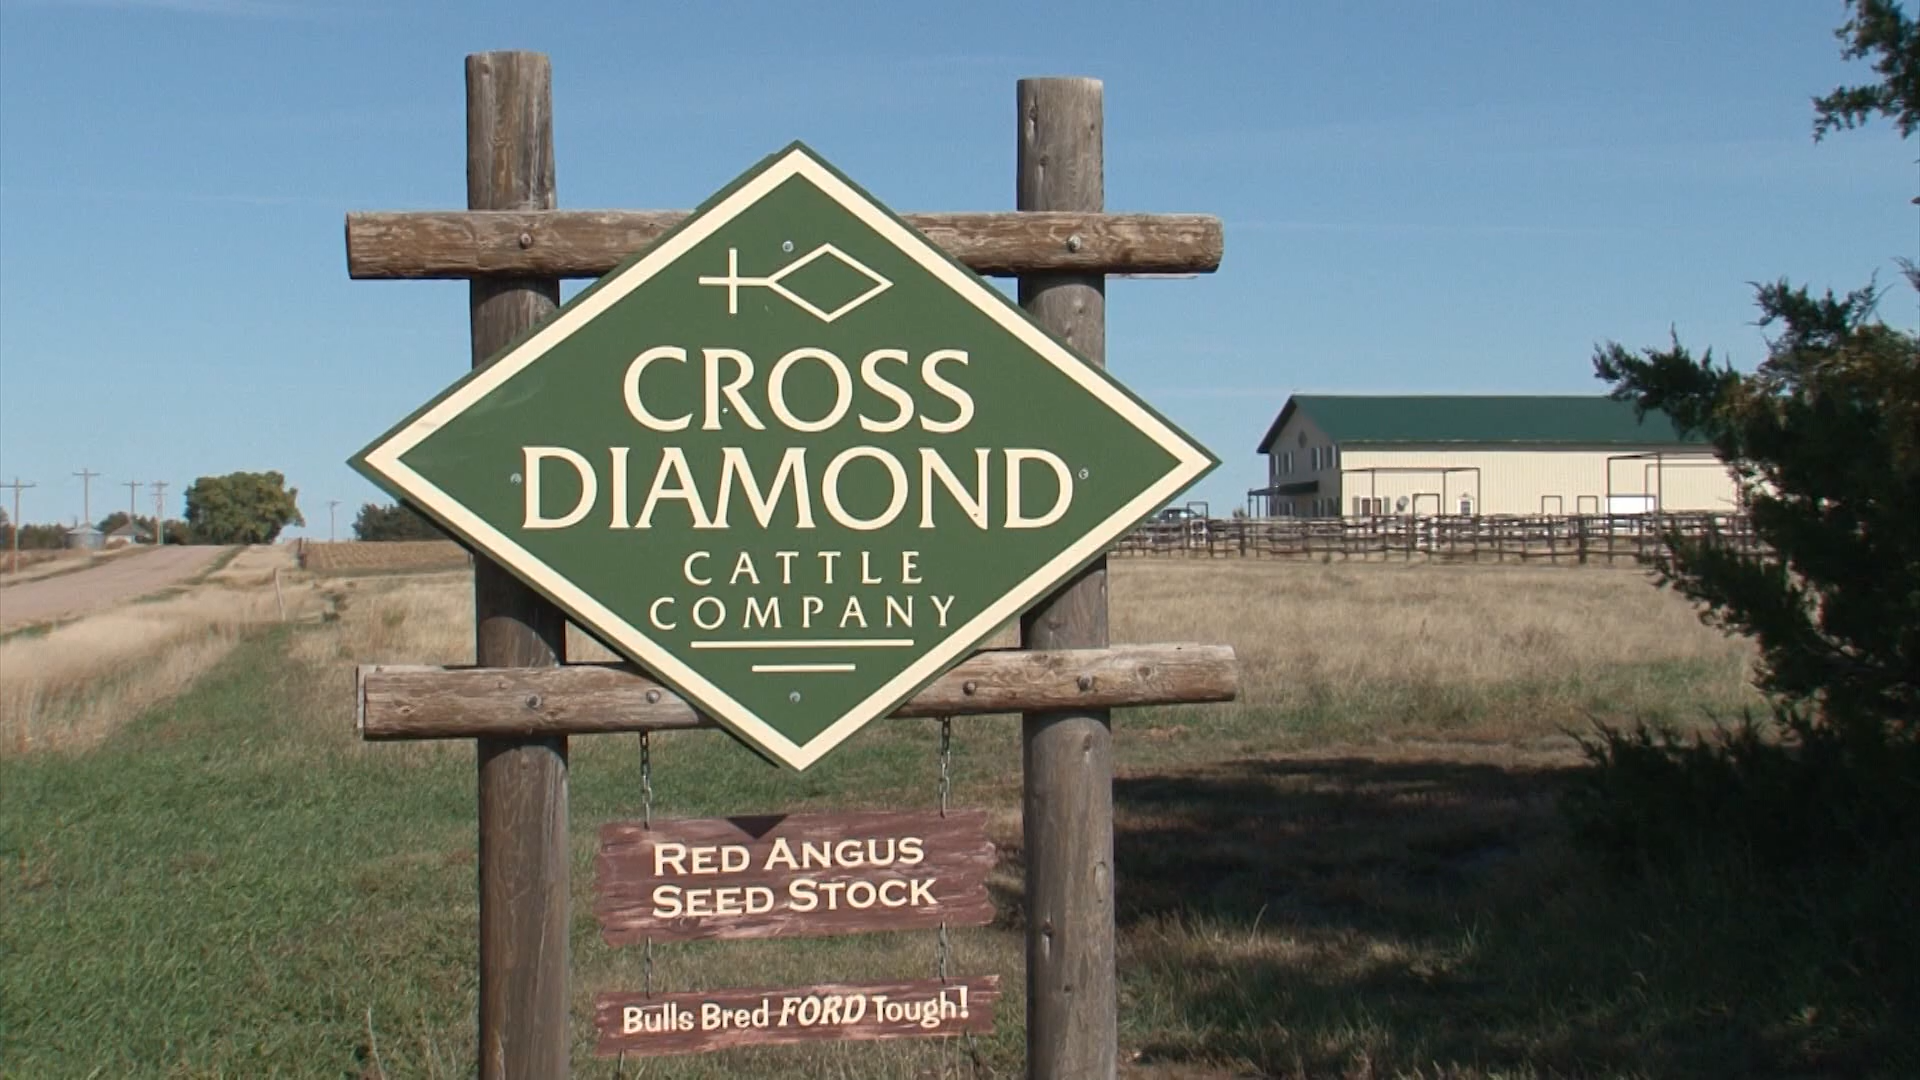 CROSS
DIAMOND
CATTLE
COMPANY
RED ANGUS
SEED STOCK
Bulls Bred FORD Tough!